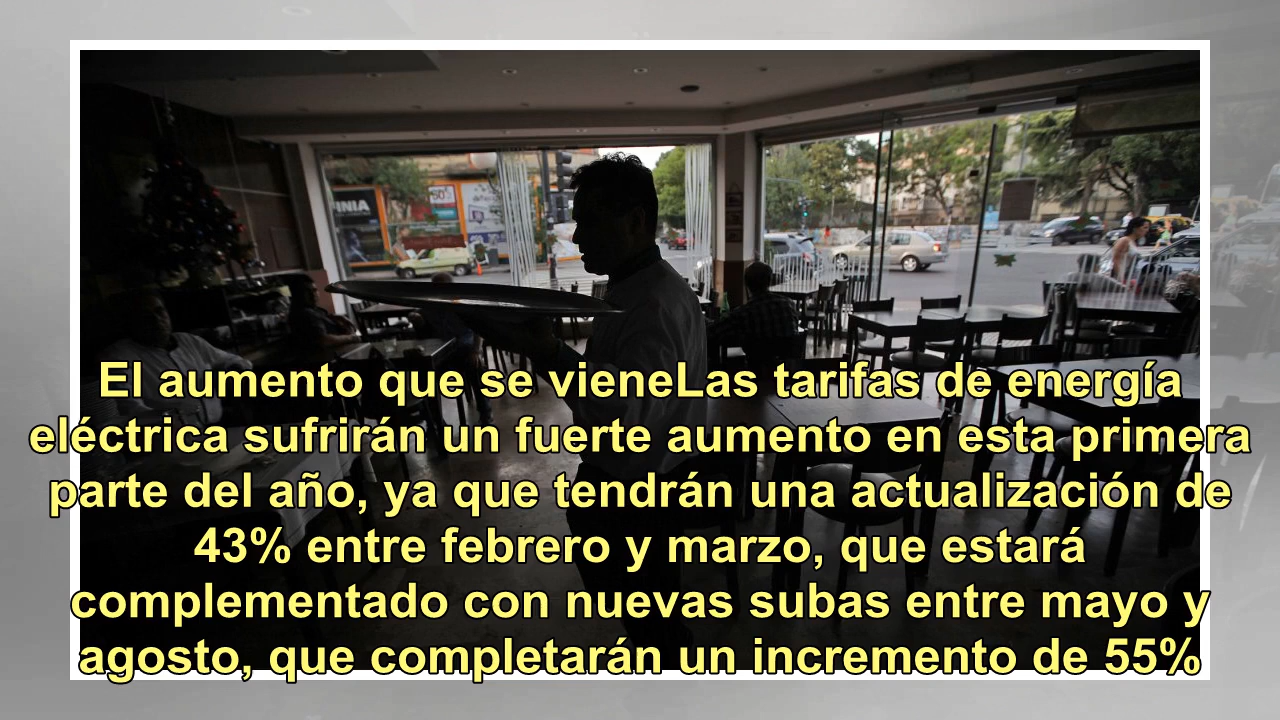 El aumento que se vieneLas tarifas de energía
eléctrica sufrirán un fuerte aumento en esta primera
parte del año, ya que tendrán una actualización de
43% entre febrero y marzo, que estará
complementado con nuevas subas entre mayo y
agosto, que completarán un incremento de 55%